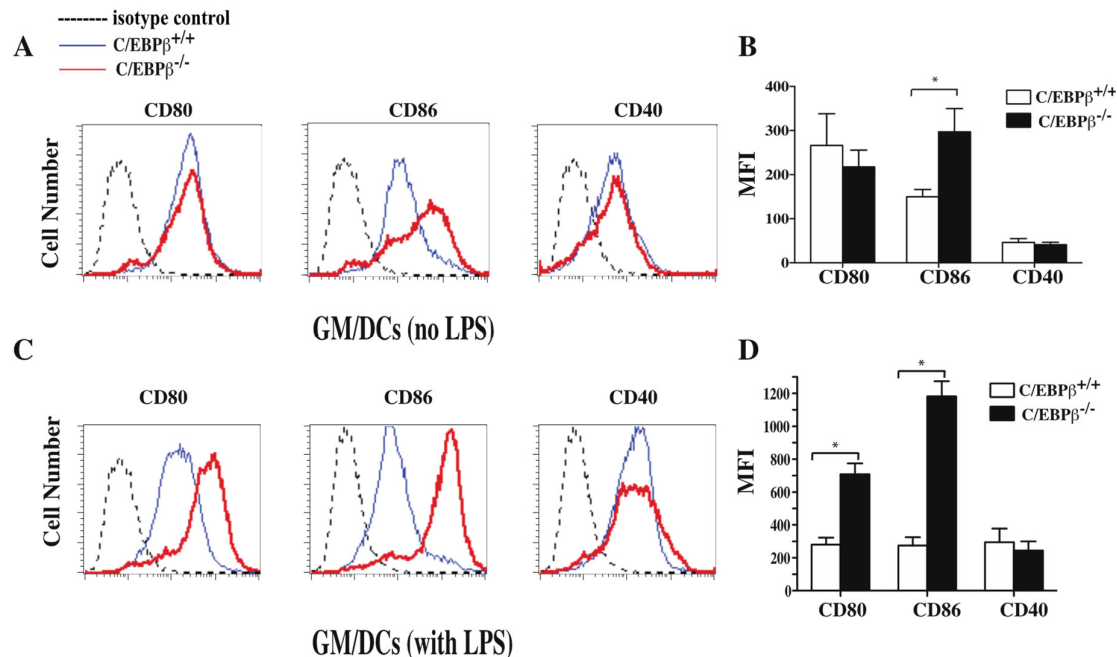 isotype control
C/EBPβ+/+
C/EBPβ-/-
A
CD80
CD86
CD40
Cell Number
GM/DCs (no LPS)
B
400
300
200
100
0
MFI
CD80
CD86
CD40
*
C/EBPβ+/+
C/EBPβ-/-
C
CD80
CD86
CD40
Cell Number
GM/DCs (with LPS)
D
1200
1000
800
600
400
300
200
100
0
MFI
CD80
CD86
CD40
*
*
C/EBPβ+/+
C/EBPβ-/-